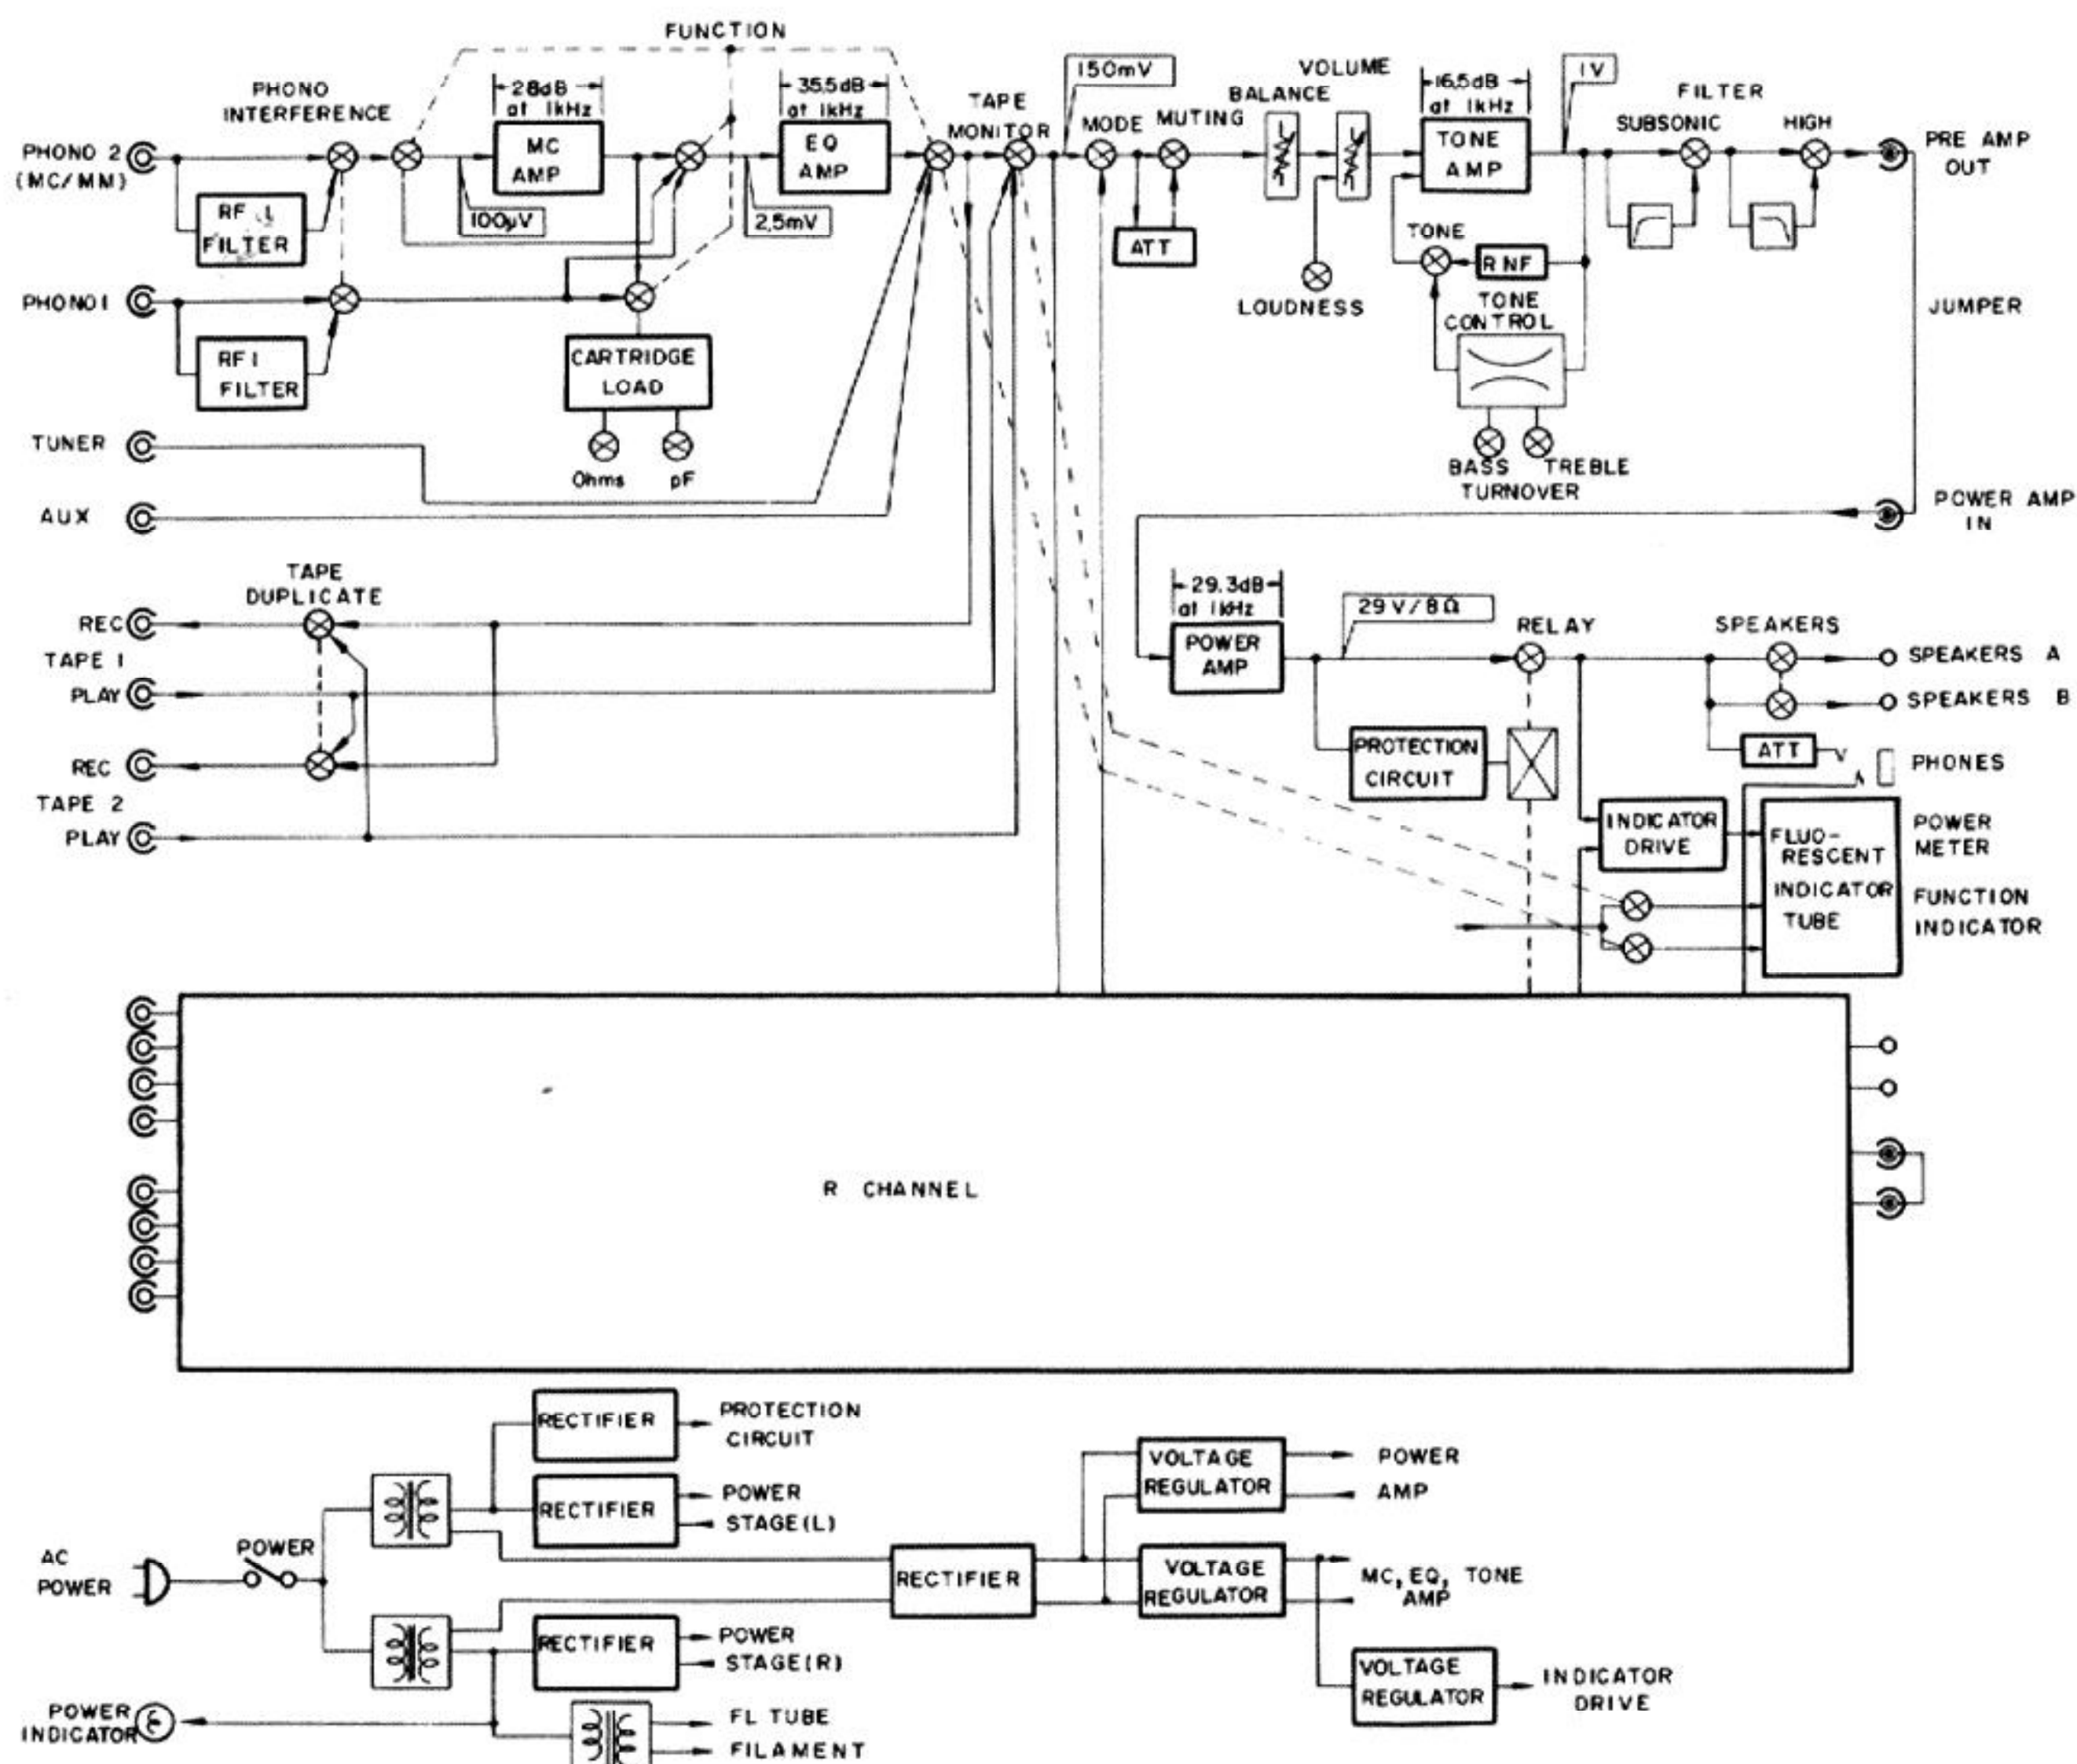 FUNCTION
PHONO
INTERFERENCE
28dB
at 1kHz
35.5dB
at 1kHz
TAPE
MONITOR
150mV
MODE
MUTING
BALANCE
VOLUME
16.5dB
at 1kHz
1V
FILTER
SUBSONIC
HIGH
PHONO 2
(MC/MM)
MC
AMP
EQ
AMP
TONE
AMP
PRE AMP
OUT
RF I
FILTER
100μV
2.5mV
ATT
TONE
RNF
LOUDNESS
TONE
CONTROL
JUMPER
PHONO 1
RFI
FILTER
CARTRIDGE
LOAD
Ohms
pF
BASS
TREBLE
TURNOVER
TUNER
AUX
POWER AMP
IN
TAPE
DUPLICATE
REC
TAPE 1
PLAY
REC
TAPE 2
PLAY
29.3dB
at 1kHz
29 V/8Ω
POWER
AMP
RELAY
SPEAKERS
SPEAKERS A
SPEAKERS B
PROTECTION
CIRCUIT
ATT
PHONES
INDICATOR
DRIVE
FLUO-
RESCENT
INDICATOR
TUBE
POWER
METER
FUNCTION
INDICATOR
R CHANNEL
RECTIFIER
PROTECTION
CIRCUIT
RECTIFIER
POWER
STAGE(L)
VOLTAGE
REGULATOR
POWER
AMP
AC
POWER
POWER
RECTIFIER
VOLTAGE
REGULATOR
MC, EQ, TONE
AMP
RECTIFIER
POWER
STAGE(R)
VOLTAGE
REGULATOR
INDICATOR
DRIVE
POWER
INDICATOR
FL TUBE
FILAMENT